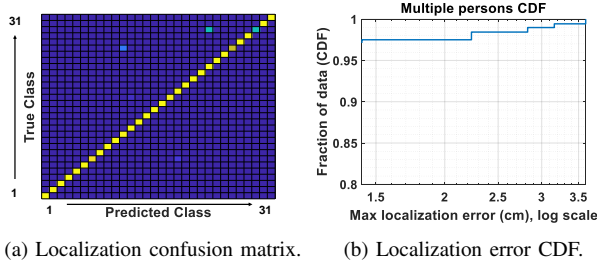 31
True Class
1
1
Predicted Class
31
(a) Localization confusion matrix.
Multiple persons CDF
Fraction of data (CDF)
1
0.95
0.9
0.85
0.8
1.5
2
2.5
3
3.5
Max localization error (cm), log scale
(b) Localization error CDF.